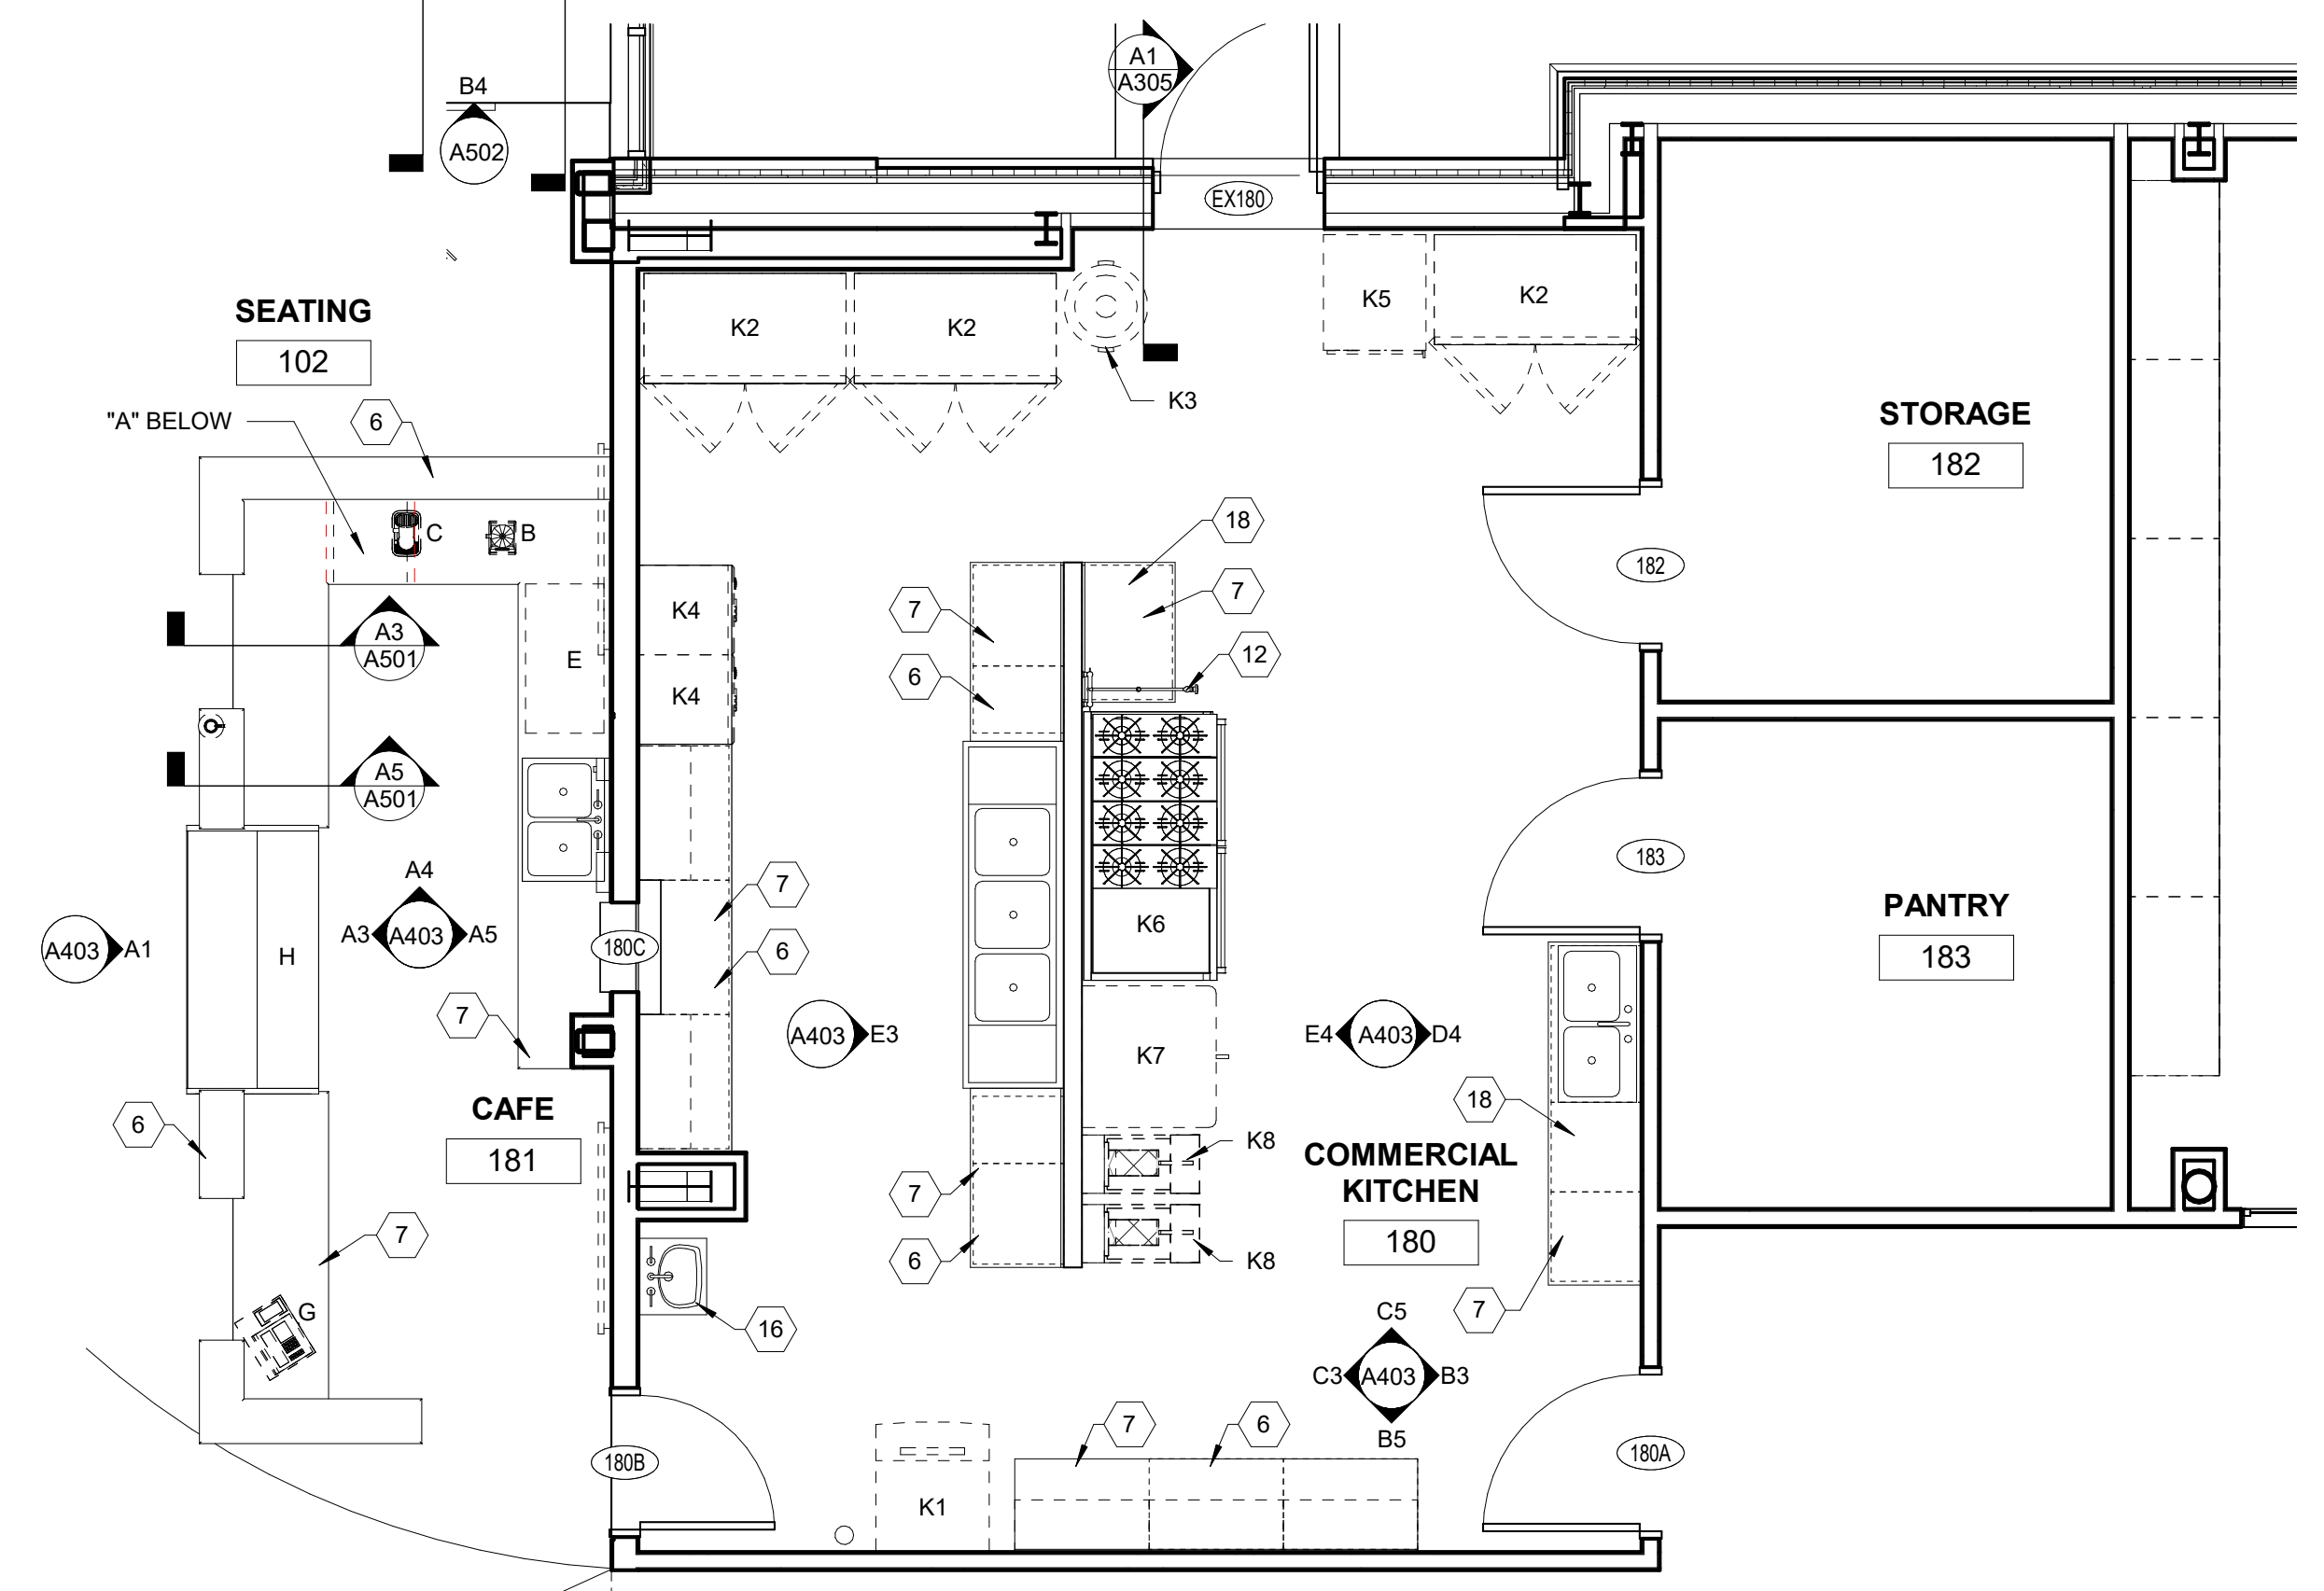 A1
A305
B4
A502
EX180
SEATING
102
K2
K2
K5
K2
K3
"A" BELOW
6
STORAGE
182
C
B
18
7
7
182
K4
E
A3
A501
12
6
K4
A5
A501
183
7
A4
A3
A403
A5
A403
A1
H
180C
6
K6
PANTRY
183
7
A403
E3
E4
A403
D4
K7
18
CAFE
181
6
K8
COMMERCIAL
KITCHEN
180
7
7
6
K8
G
16
7
C5
C3
A403
B3
B5
7
6
180B
180A
K1